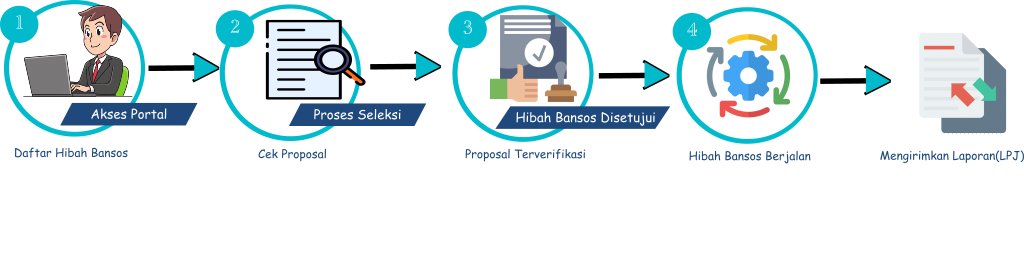 1
Akses Portal
Daftar Hibah Bansos
2
Proses Seleksi
Cek Proposal
3
Hibah Bansos Disetujui
Proposal Terverifikasi
4
Hibah Bansos Berjalan
Mengirimkan Laporan(LPJ)